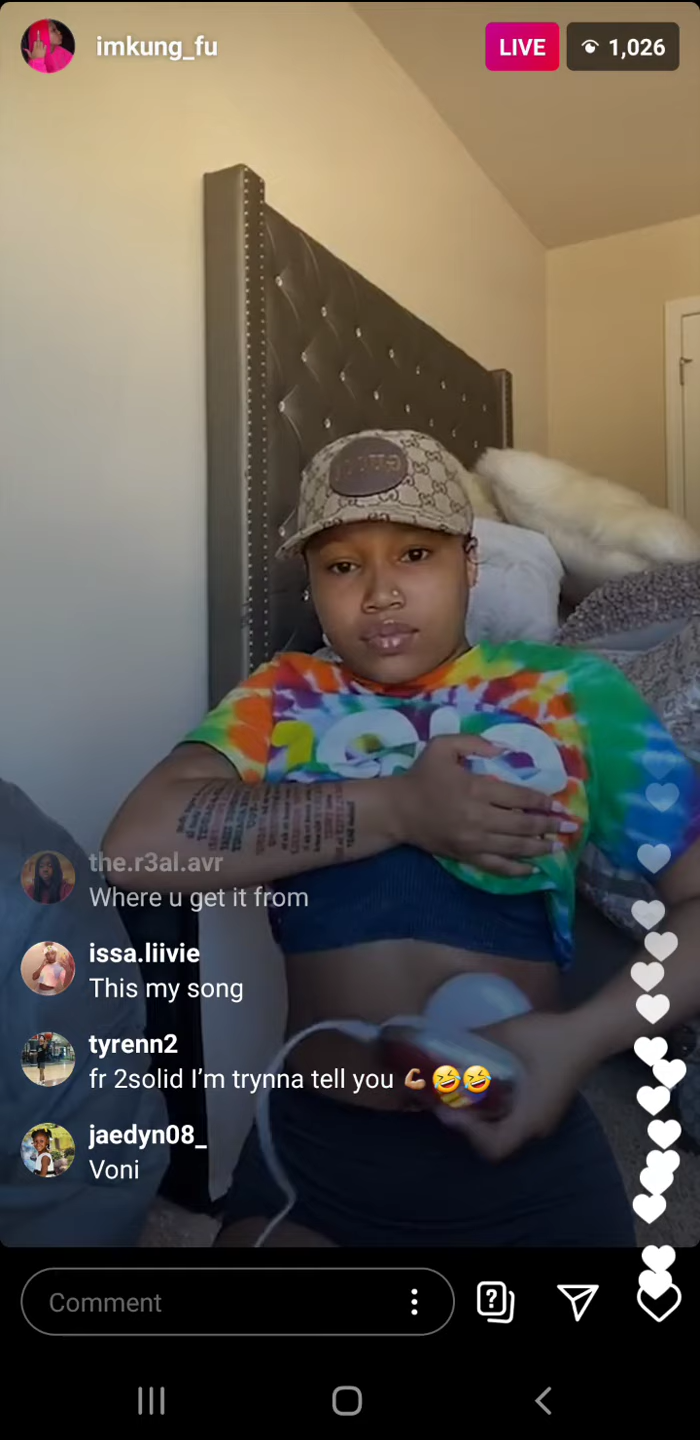 imkung_fu
LIVE
1,026
the.r3al.avr
Where u get it from
issa.liivie
This my song
tyrenn2
fr 2solid I’m trynna tell you 💪🏽🤣🤣
jaedyn08_
Voni
Comment